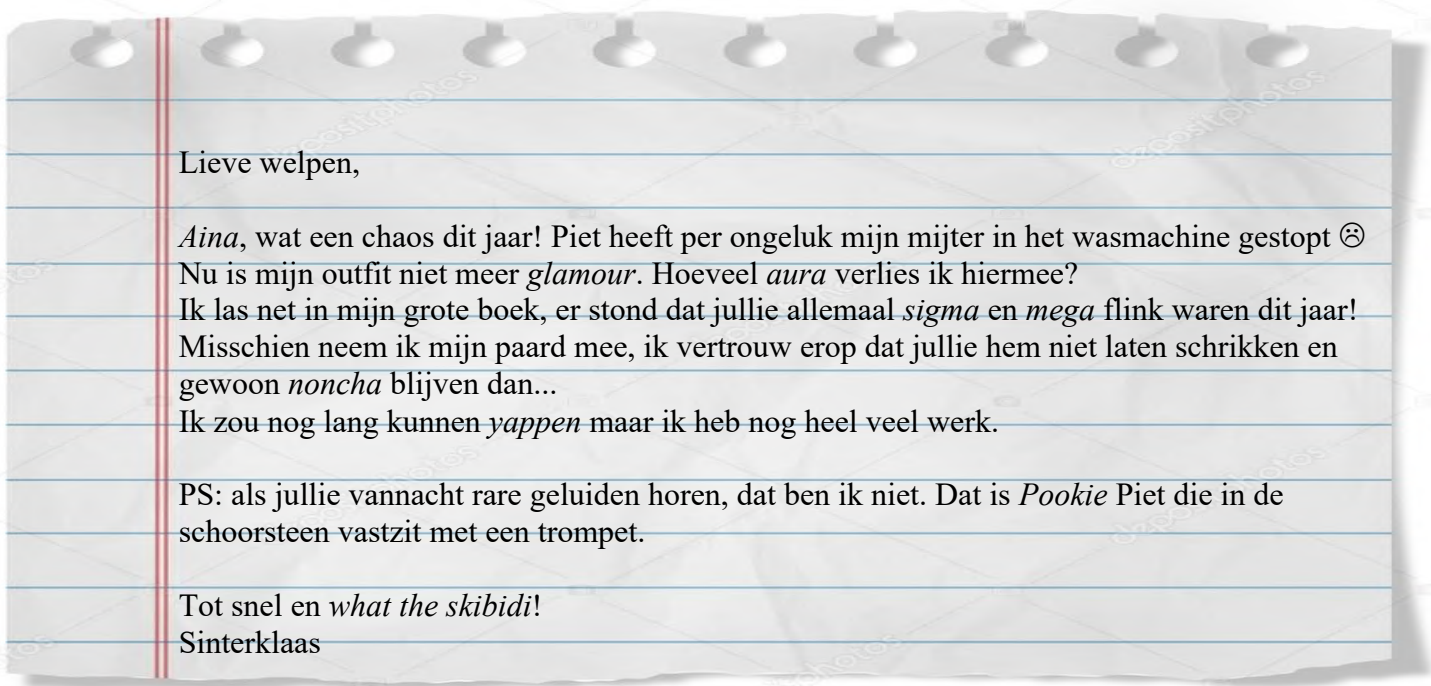 Lieve welpen,
Aina, wat een chaos dit jaar! Piet heeft per ongeluk mijn mijter in het wasmachine gestopt ☹
Nu is mijn outfit niet meer glamour. Hoeveel aura verlies ik hiermee?
Ik las net in mijn grote boek, er stond dat jullie allemaal sigma en mega flink waren dit jaar!
Misschien neem ik mijn paard mee, ik vertrouw erop dat jullie hem niet laten schrikken en
gewoon noncha blijven dan...
Ik zou nog lang kunnen yappen maar ik heb nog heel veel werk.
PS: als jullie vannacht rare geluiden horen, dat ben ik niet. Dat is Pookie Piet die in de
schoorsteen vastzit met een trompet.
Tot snel en what the skibidi!
Sinterklaas